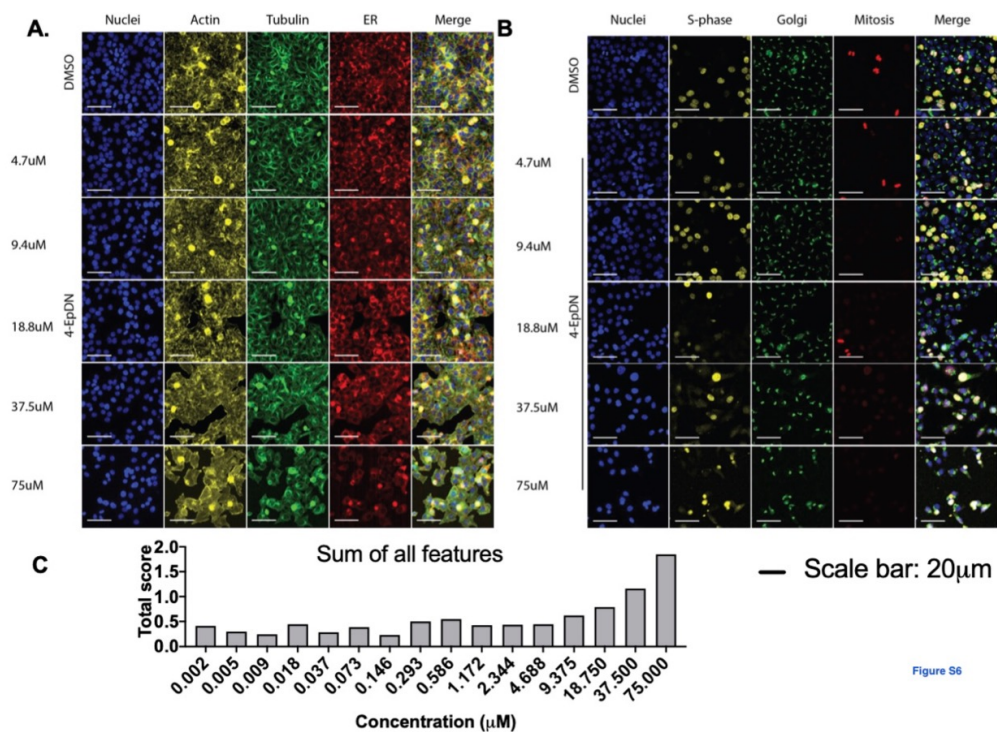 A.
Nuclei Actin Tubulin ER Merge
DMSO
4.7uM
9.4uM
18.8uM
37.5uM
75uM
4-EpDN
B
Nuclei S-phase Golgi Mitosis Merge
DMSO
4.7uM
9.4uM
18.8uM
37.5uM
75uM
4-EpDN
C
Sum of all features
Total score
2.0
1.5
1.0
0.5
0.0
0.002 0.005 0.009 0.018 0.037 0.073 0.146 0.293 0.586 1.172 2.344 4.688 9.375 18.750 37.500 75.000
Concentration (μM)
Scale bar: 20μm
Figure S6